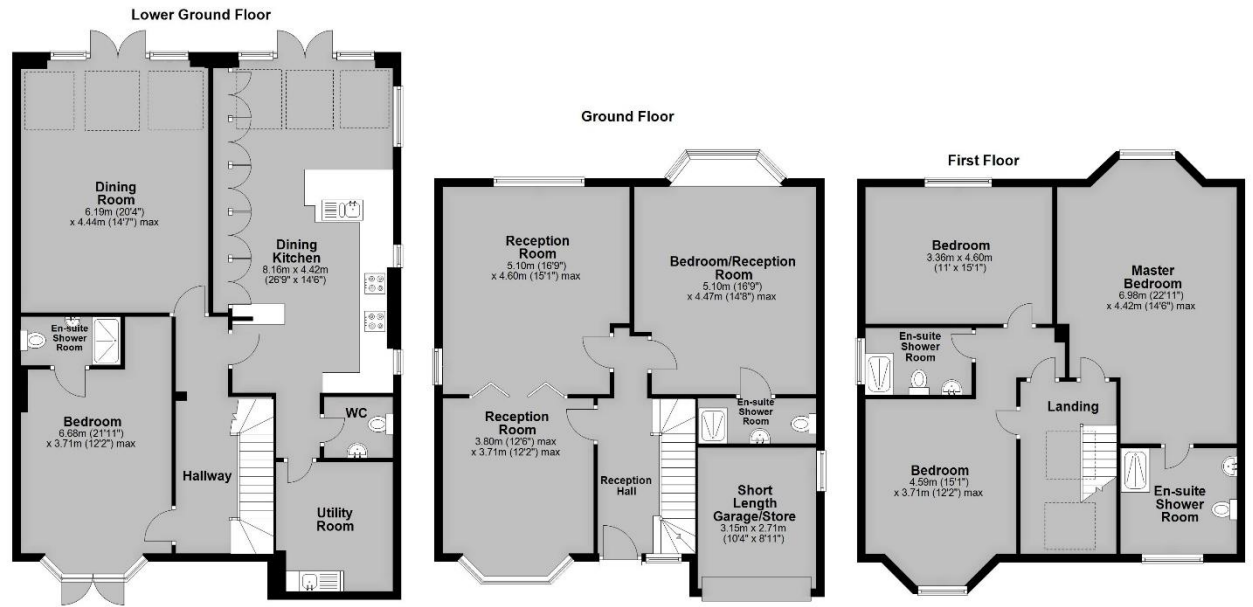 Lower Ground Floor
Dining
Room
6.19m (20'4")
x 4.44m (14'7") max
Dining
Kitchen
8.16m x 4.42m
(26'9" x 14'6")
En-suite
Shower
Room
Bedroom
6.68m (21'11")
x 3.71m (12'2") max
Hallway
WC
Utility
Room
Ground Floor
Reception
Room
5.10m (16'9")
x 4.60m (15'1") max
Bedroom/Reception
Room
5.10m (16'9")
x 4.47m (14'8") max
Reception
Room
3.80m (12'6")
x 3.71m (12'2") max
En-suite
Shower
Room
Reception
Hall
Short
Length
Garage/Store
3.15m x 2.71m
(10'4" x 8'11")
First Floor
Bedroom
3.36m x 4.60m
(11' x 15'1")
Master
Bedroom
6.98m (22'11")
x 4.42m (14'6") max
En-suite
Shower
Room
Landing
Bedroom
4.59m (15'1")
x 3.71m (12'2") max
En-suite
Shower
Room